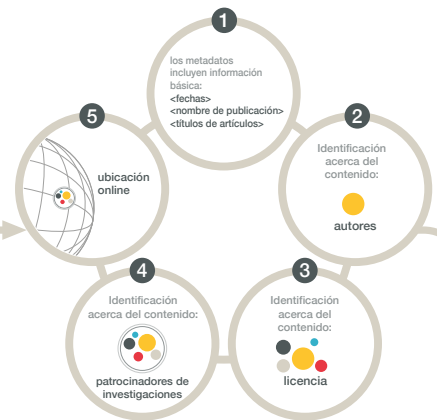 1
los metadatos
incluyen información
básica:
<fechas>
<nombre de publicación>
<títulos de artículos>
2
Identificación
acerca del
contenido:
autores
3
Identificación
acerca del
contenido:
licencia
4
Identificación
acerca del contenido:
patrocinadores de
investigaciones
5
ubicación
online